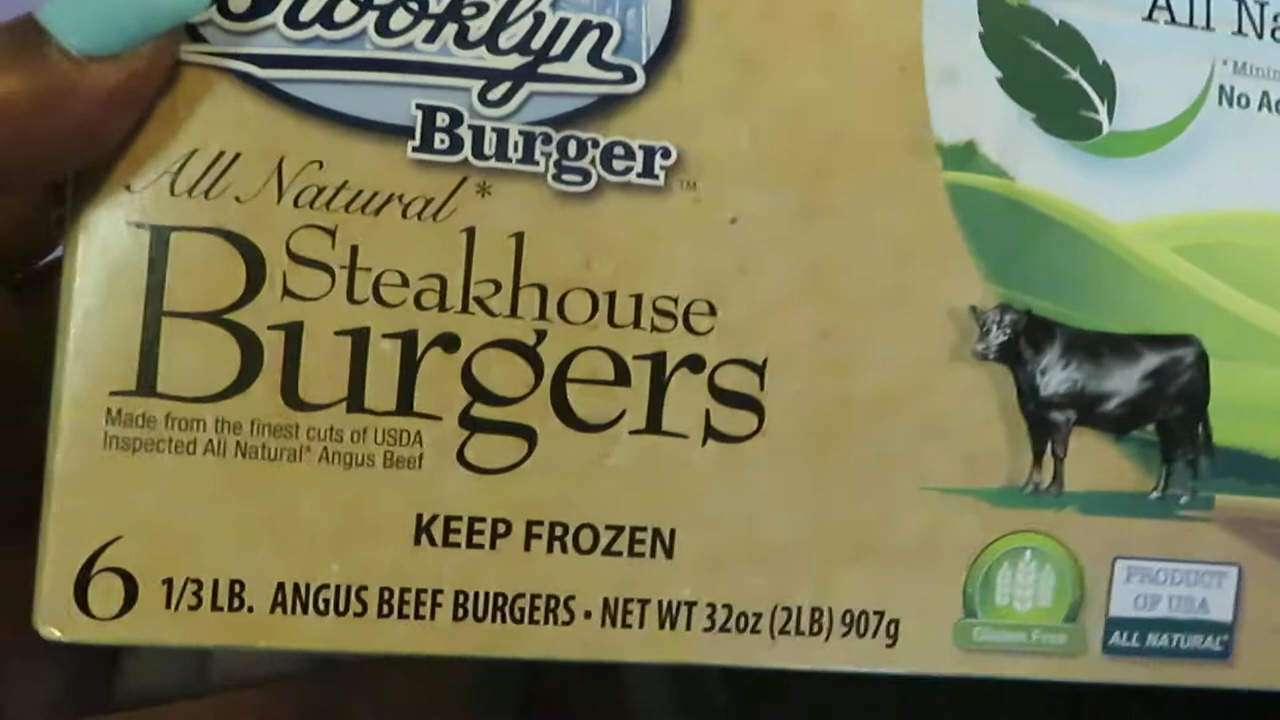 Brooklyn
Burger™
All Natural*
Steakhouse
Burgers
Made from the finest cuts of USDA
Inspected All Natural* Angus Beef
KEEP FROZEN
6 1/3 LB. ANGUS BEEF BURGERS • NET WT 32oz (2LB) 907g
All Na
*Minim
No Ad
Gluten Free
PRODUCT
OF USA
ALL NATURAL*